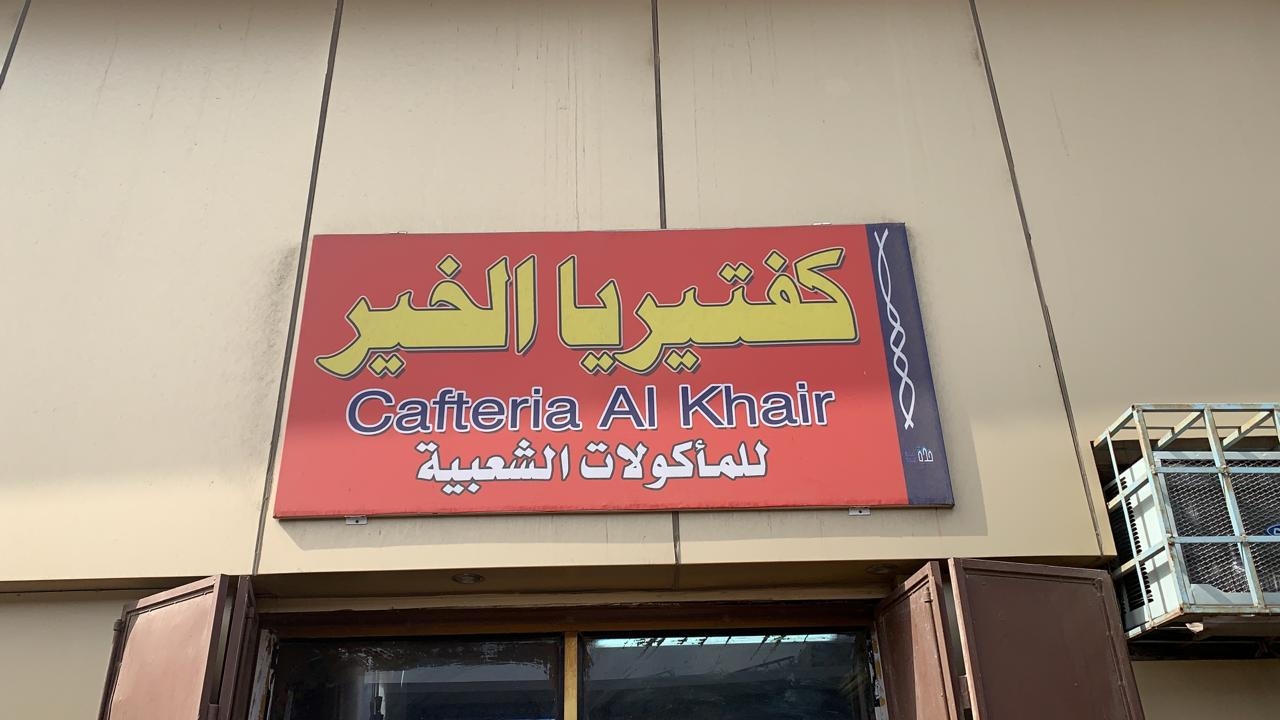 كفتيريا الخير
Cafteria Al Khair
للمأكولات الشعبية